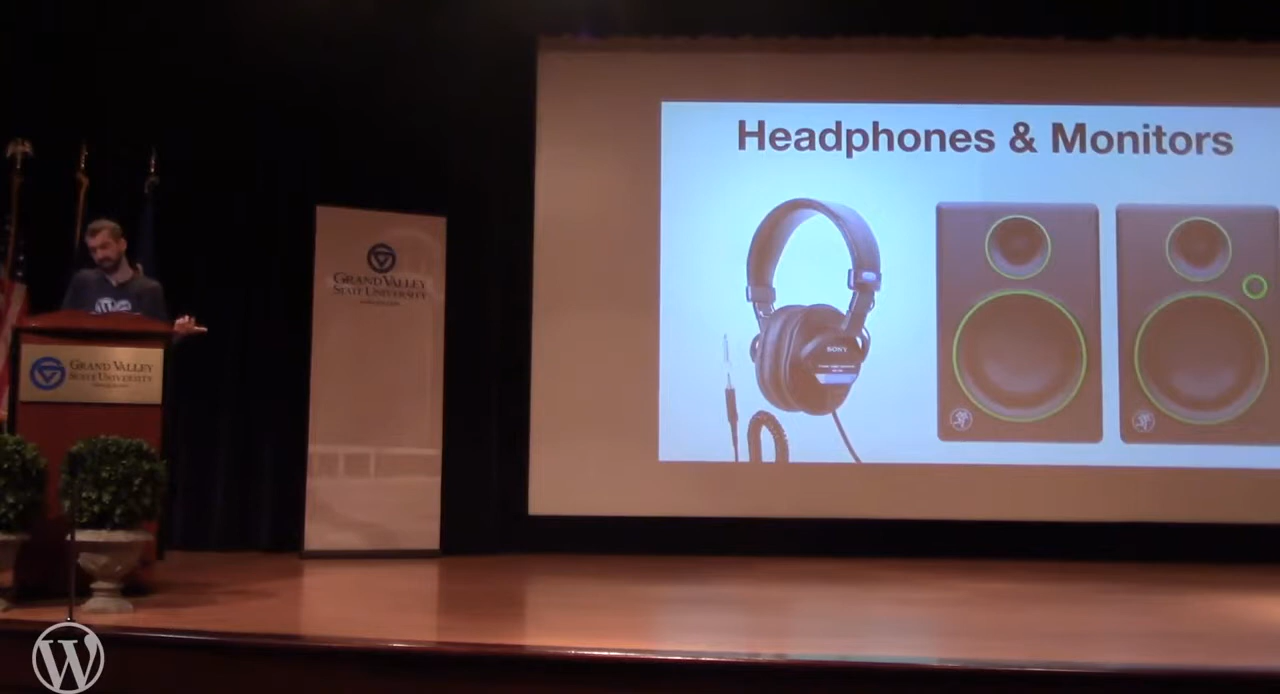 Headphones & Monitors
SONY
GRAND VALLEY
STATE UNIVERSITY
GRAND VALLEY
STATE UNIVERSITY
W